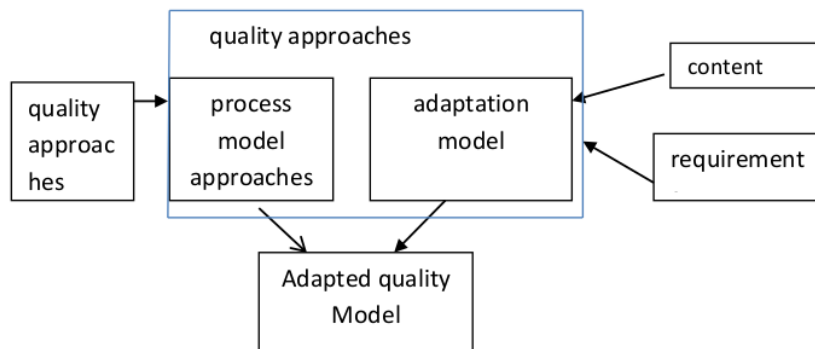 quality approaches
quality
approac
hes
process
model
approaches
adaptation
model
content
requirement
Adapted quality
Model